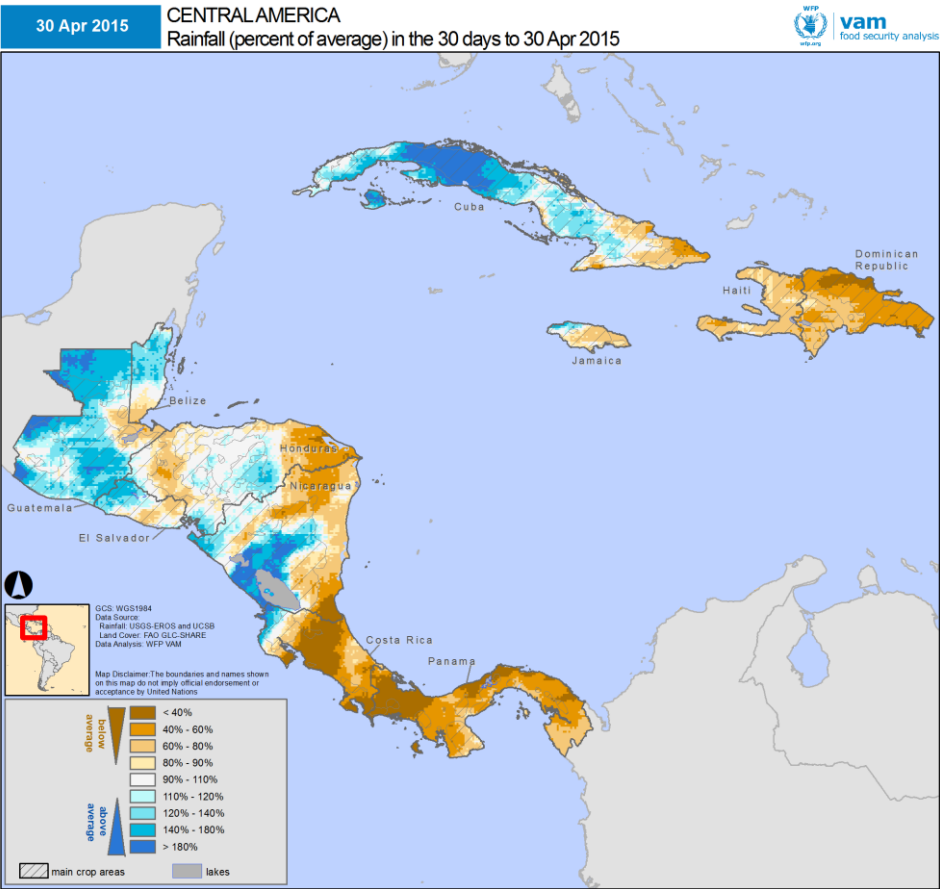 30 Apr 2015
CENTRAL AMERICA
Rainfall (percent of average) in the 30 days to 30 Apr 2015
WFP
wfp.org
vam
food security analysis
Cuba
Dominican
Republic
Haiti
Jamaica
Belize
Honduras
Nicaragua
Guatemala
El Salvador
Costa Rica
Panama
GCS: WGS1984
Data Source:
Rainfall: USGS-EROS and UCSB
Land Cover: FAO GLC-SHARE
Data Analysis: WFP VAM
Map Disclaimer:The boundaries and names shown
on this map do not imply official endorsement or
acceptance by United Nations
below
average
< 40%
40% - 60%
60% - 80%
80% - 90%
90% - 110%
110% - 120%
120% - 140%
140% - 180%
> 180%
above
average
main crop areas
lakes